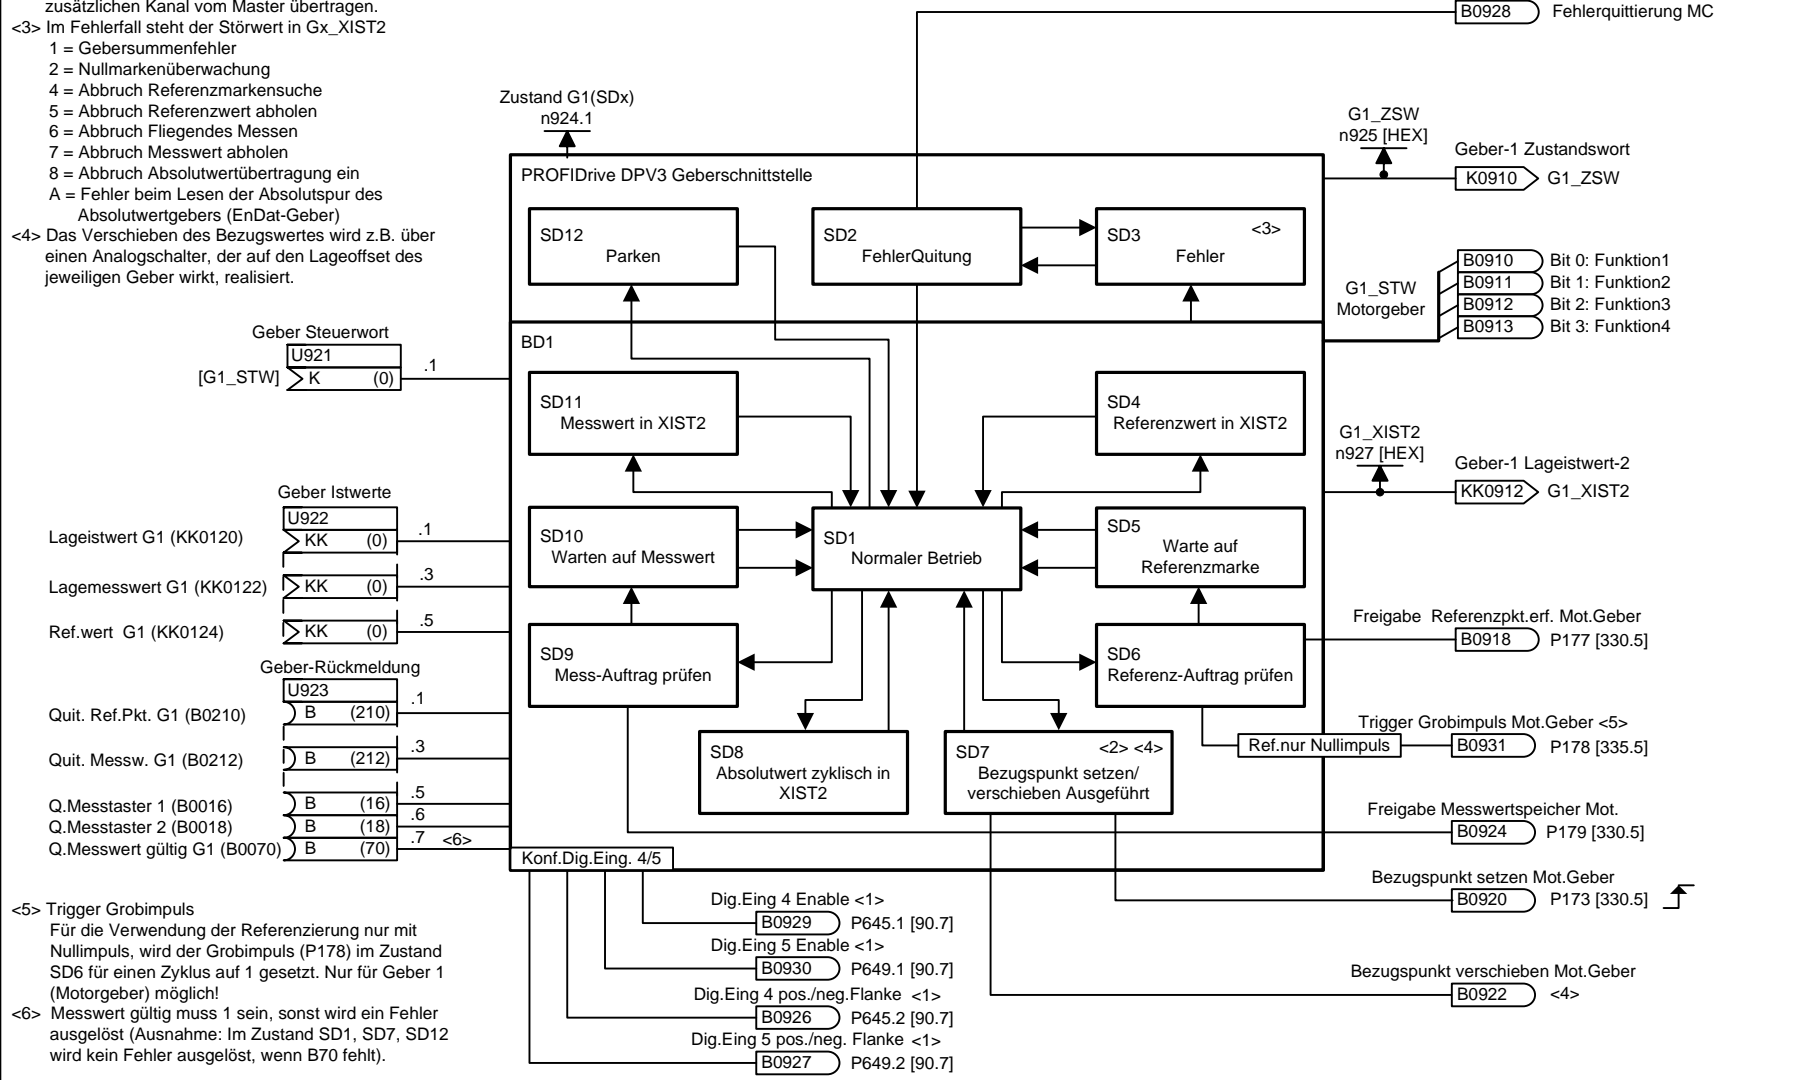 zusätzlichen Kanal vom Master übertragen.
<3> Im Fehlerfall steht der Störwert in Gx_XIST2
1 = Gebersummenfehler
2 = Nullmarkenüberwachung
4 = Abbruch Referenzmarkensuche
5 = Abbruch Referenzwert abholen
6 = Abbruch Fliegendes Messen
7 = Abbruch Messwert abholen
8 = Abbruch Absolutwertübertragung ein
A = Fehler beim Lesen der Absolutspur des
Absolutwertgebers (EnDat-Geber)
<4> Das Verschieben des Bezugswertes wird z.B. über
einen Analogschalter, der auf den Lageoffset des
jeweiligen Geber wirkt, realisiert.
Geber Steuerwort
U921
[G1_STW] K (0) .1
Geber Istwerte
U922
Lageistwert G1 (KK0120) KK (0) .1
Lagemesswert G1 (KK0122) KK (0) .3
Ref.wert G1 (KK0124) KK (0) .5
Geber-Rückmeldung
U923
Quit. Ref.Pkt. G1 (B0210) B (210) .1
Quit. Messw. G1 (B0212) B (212) .3
Q.Messtaster 1 (B0016) B (16) .5
Q.Messtaster 2 (B0018) B (18) .6
Q.Messwert gültig G1 (B0070) B (70) .7 <6>
<5> Trigger Grobimpuls
Für die Verwendung der Referenzierung nur mit
Nullimpuls, wird der Grobimpuls (P178) im Zustand
SD6 für einen Zyklus auf 1 gesetzt. Nur für Geber 1
(Motorgeber) möglich!
<6> Messwert gültig muss 1 sein, sonst wird ein Fehler
ausgelöst (Ausnahme: Im Zustand SD1, SD7, SD12
wird kein Fehler ausgelöst, wenn B70 fehlt).
Zustand G1(SDx)
n924.1
PROFIDrive DPV3 Geberschnittstelle
SD12
Parken
SD2
FehlerQuitung
SD3 <3>
Fehler
BD1
SD11
Messwert in XIST2
SD4
Referenzwert in XIST2
SD10
Warten auf Messwert
SD1
Normaler Betrieb
SD5
Warte auf
Referenzmarke
SD9
Mess-Auftrag prüfen
SD6
Referenz-Auftrag prüfen
SD8
Absolutwert zyklisch in
XIST2
SD7 <2> <4>
Bezugspunkt setzen/
verschieben Ausgeführt
Ref.nur Nullimpuls
Konf.Dig.Eing. 4/5
Dig.Eing 4 Enable <1>
B0929 P645.1 [90.7]
Dig.Eing 5 Enable <1>
B0930 P649.1 [90.7]
Dig.Eing 4 pos./neg.Flanke <1>
B0926 P645.2 [90.7]
Dig.Eing 5 pos./neg. Flanke <1>
B0927 P649.2 [90.7]
B0928 Fehlerquittierung MC
G1_ZSW
n925 [HEX]
Geber-1 Zustandswort
K0910 G1_ZSW
G1_STW
Motorgeber
B0910 Bit 0: Funktion1
B0911 Bit 1: Funktion2
B0912 Bit 2: Funktion3
B0913 Bit 3: Funktion4
G1_XIST2
n927 [HEX]
Geber-1 Lageistwert-2
KK0912 G1_XIST2
Freigabe Referenzpkt.erf. Mot.Geber
B0918 P177 [330.5]
Trigger Grobimpuls Mot.Geber <5>
B0931 P178 [335.5]
Freigabe Messwertspeicher Mot.
B0924 P179 [330.5]
Bezugspunkt setzen Mot.Geber
B0920 P173 [330.5]
Bezugspunkt verschieben Mot.Geber
B0922 <4>